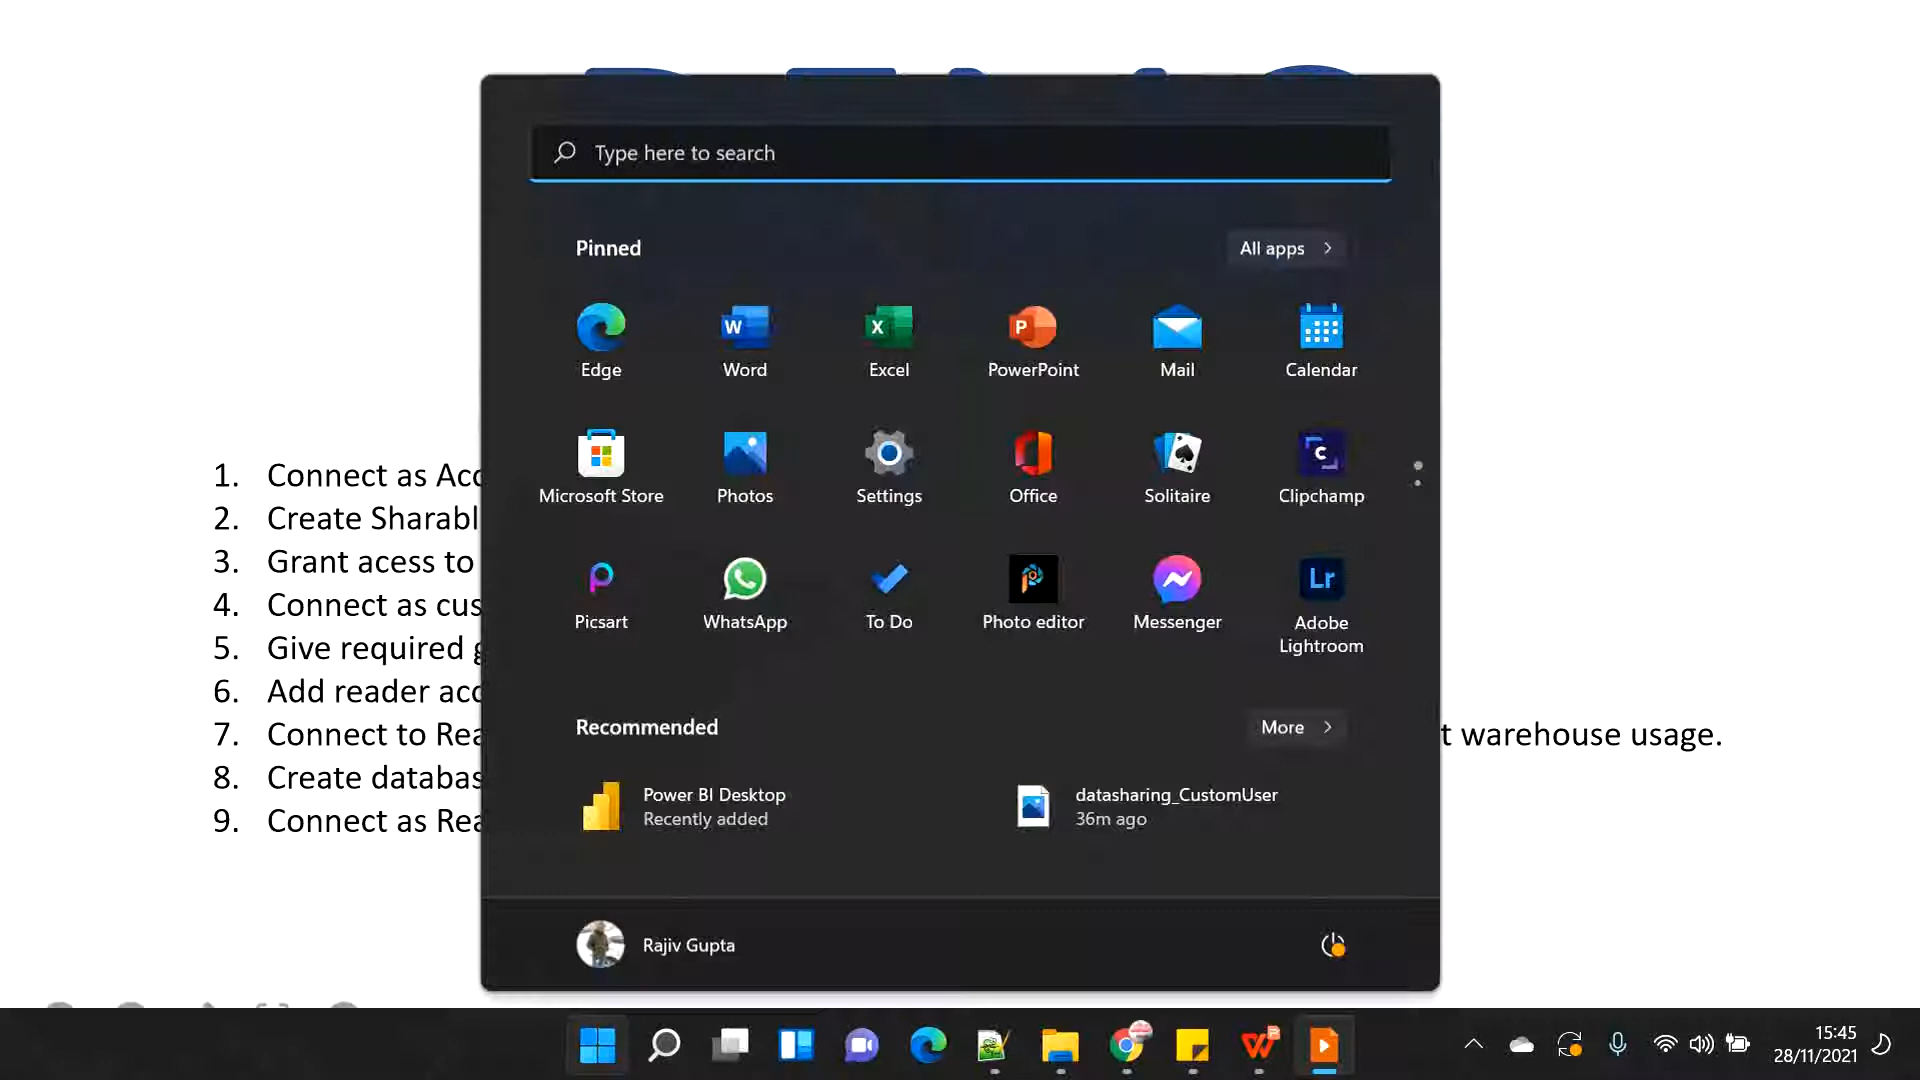 Type here to search
Pinned
All apps
Edge
Word
Excel
PowerPoint
Mail
Calendar
Microsoft Store
Photos
Settings
Office
Solitaire
Clipchamp
Picsart
WhatsApp
To Do
Photo editor
Messenger
Adobe
Lightroom
Recommended
More
Power BI Desktop
Recently added
datasharing_CustomUser
36m ago
Rajiv Gupta
1. Connect as Acc
2. Create Sharabl
3. Grant acess to
4. Connect as cus
5. Give required
6. Add reader acc
7. Connect to Rea t warehouse usage.
8. Create databas
9. Connect as Rea
15:45
28/11/2021